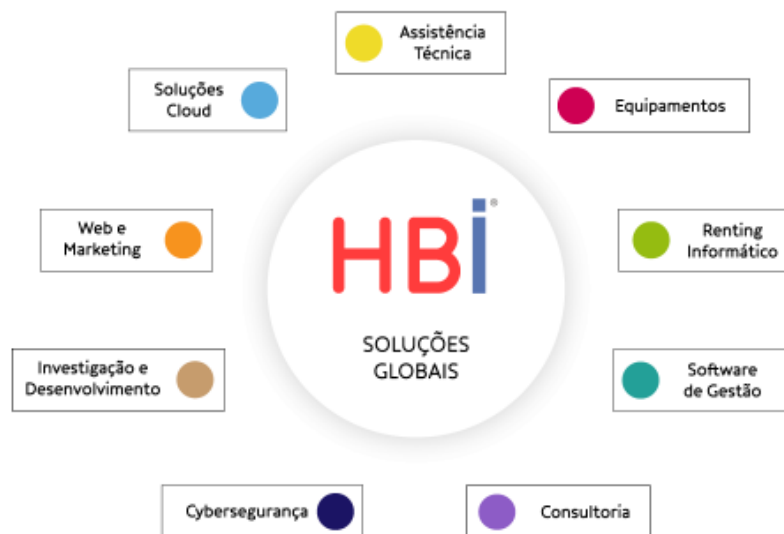 Assistência
Técnica
Soluções
Cloud
Equipamentos
HBi®
Web e
Marketing
Renting
Informático
SOLUÇÕES
GLOBAIS
Investigação e
Desenvolvimento
Software
de Gestão
Cybersegurança
Consultoria